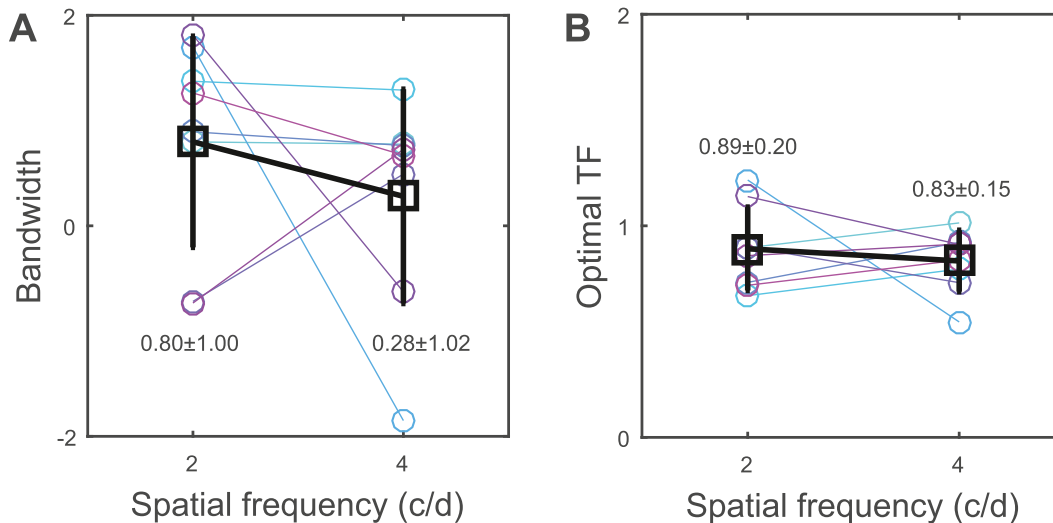 A
2
0
-2
Bandwidth
0.80±1.00
0.28±1.02
2
4
Spatial frequency (c/d)
B
2
1
0
Optimal TF
0.89±0.20
0.83±0.15
2
4
Spatial frequency (c/d)